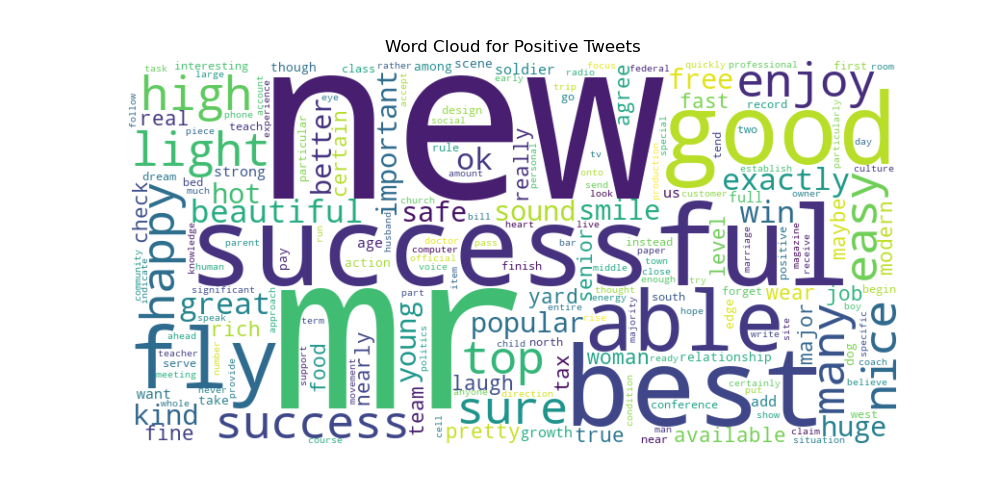 Word Cloud for Positive Tweets
task interesting though class rather among scene soldier radio focus federal quickly professional first room
large eye accept early go trip
high new agree free enjoy
follow real phone account experience design fast record
piece teach social good
better certain important ok really personal special tend two particularly day
light particular rule amount tv onto send look production establish culture
dream bed strong church us customer exactly owner
much hot safe sound smile full easy
community check happy beautiful bill win maybe modern
indicate knowledge parent pay run age husband heart live level marriage positive magazine receive
human action doctor computer official voice pass bar instead paper town
successful
significant finish item middle close enough try forget wear job begin
great approach part thought energy senior south hope edge boy
speak rich term yard entire rise able majority write site major many specific nice
fly mr popular
ahead number food nearly young politics child north woman ready relationship dog coach
teacher serve support movement top tax
meeting provide laugh anyone direction condition certainly put believe
want never take best add
whole sure conference show west huge
kind success team
fine course cell pretty growth true near man available claim situation